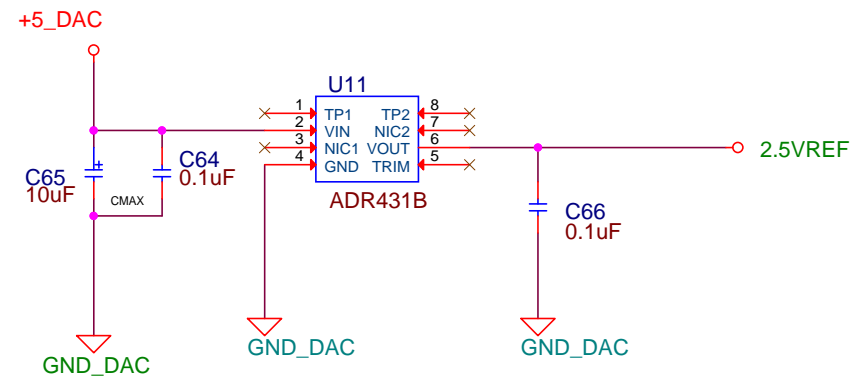 +5_DAC
U11
1 TP1 TP2 8
2 VIN NIC2 7
3 NIC1 VOUT 6
4 GND TRIM 5
ADR431B
2.5VREF
C65
10uF
+
CMAX
C64
0.1uF
C66
0.1uF
GND_DAC
GND_DAC
GND_DAC